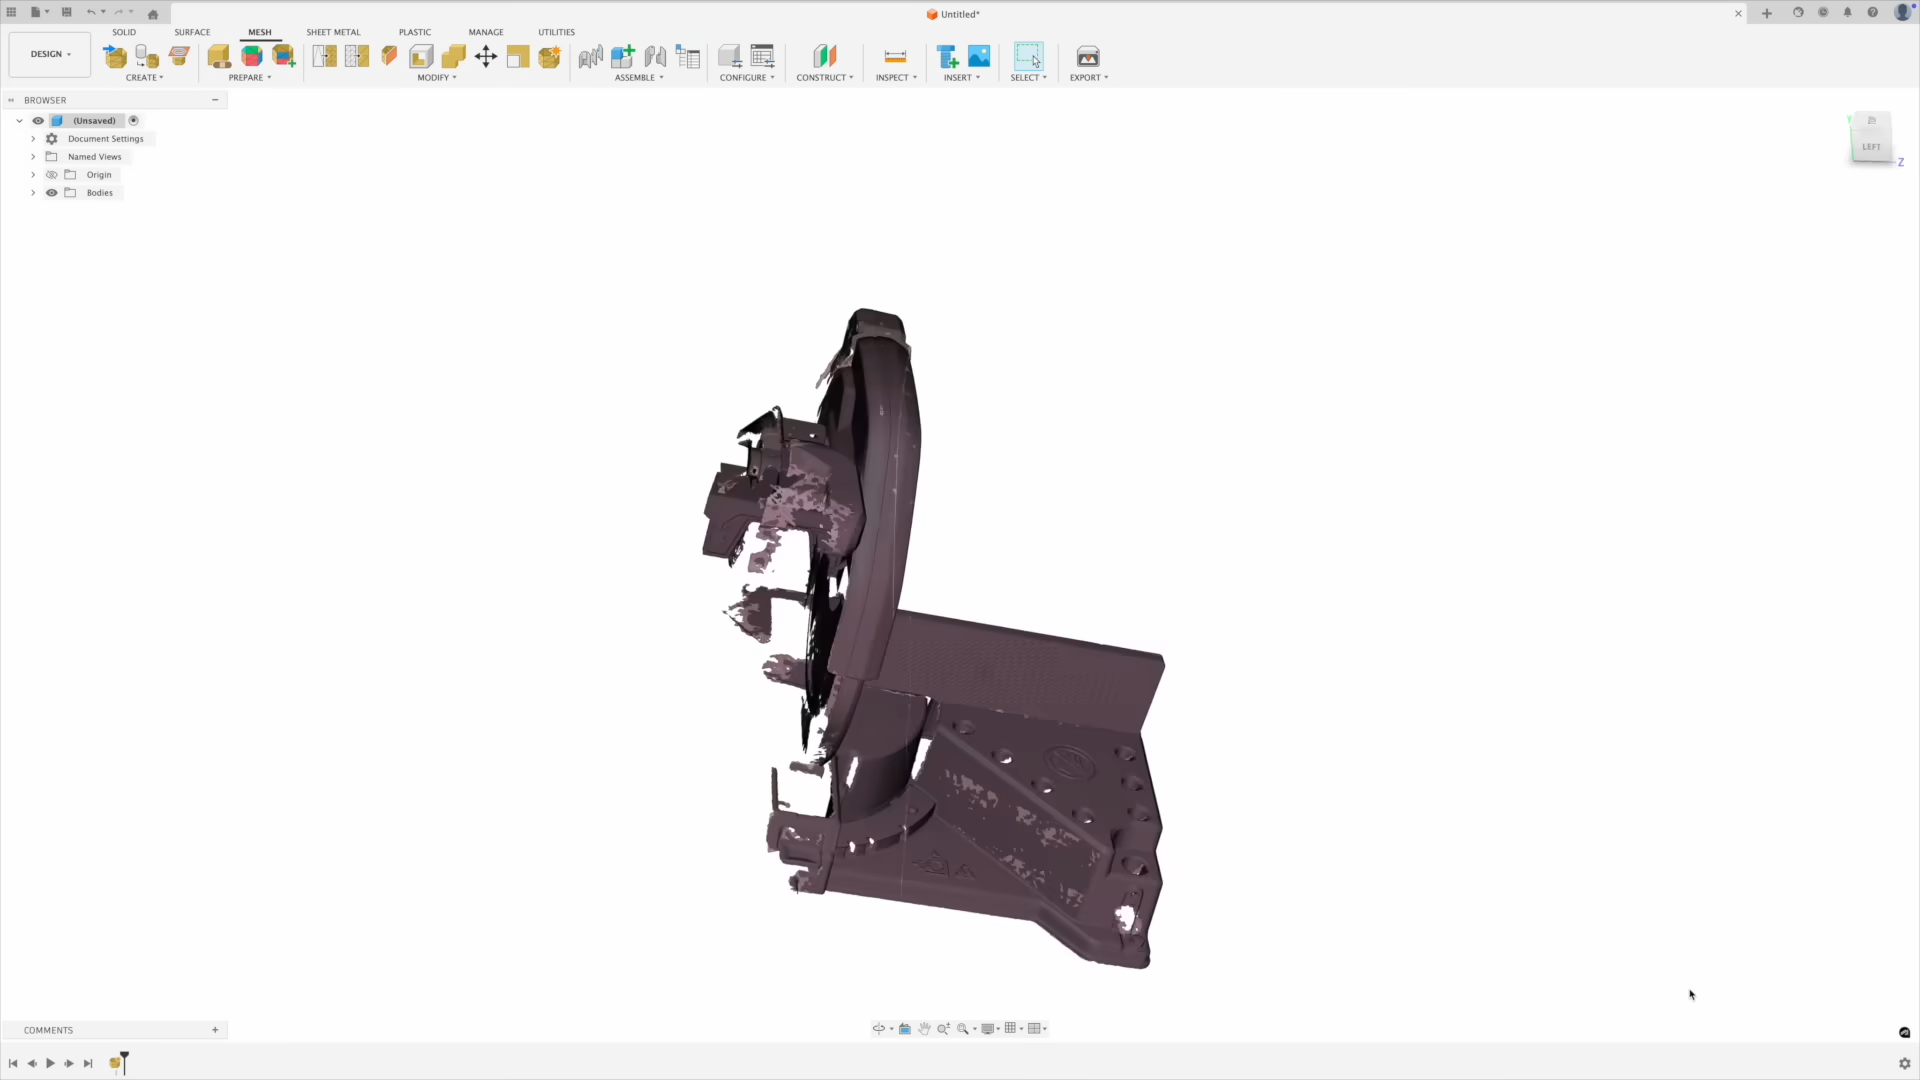 Untitled*
SOLID SURFACE MESH SHEET METAL PLASTIC MANAGE UTILITIES
DESIGN
CREATE PREPARE MODIFY ASSEMBLE CONFIGURE CONSTRUCT INSPECT INSERT SELECT EXPORT
BROWSER
(Unsaved)
Document Settings
Named Views
Origin
Bodies
LEFT
Y
Z
COMMENTS